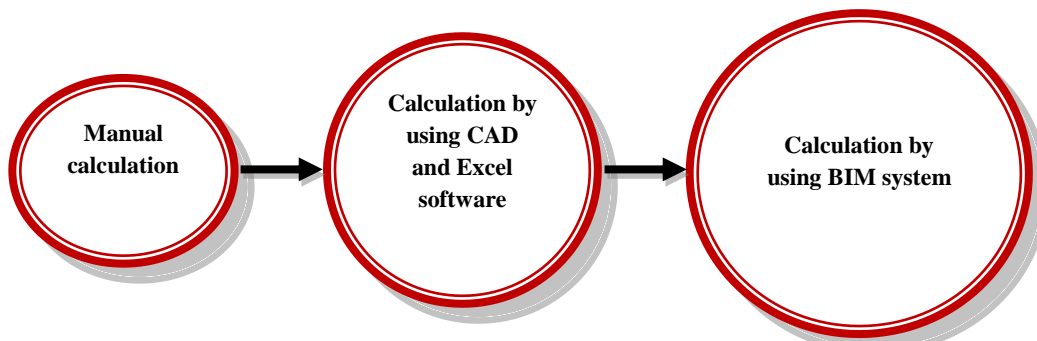 Manual
calculation
Calculation by
using CAD
and Excel
software
Calculation by
using BIM system